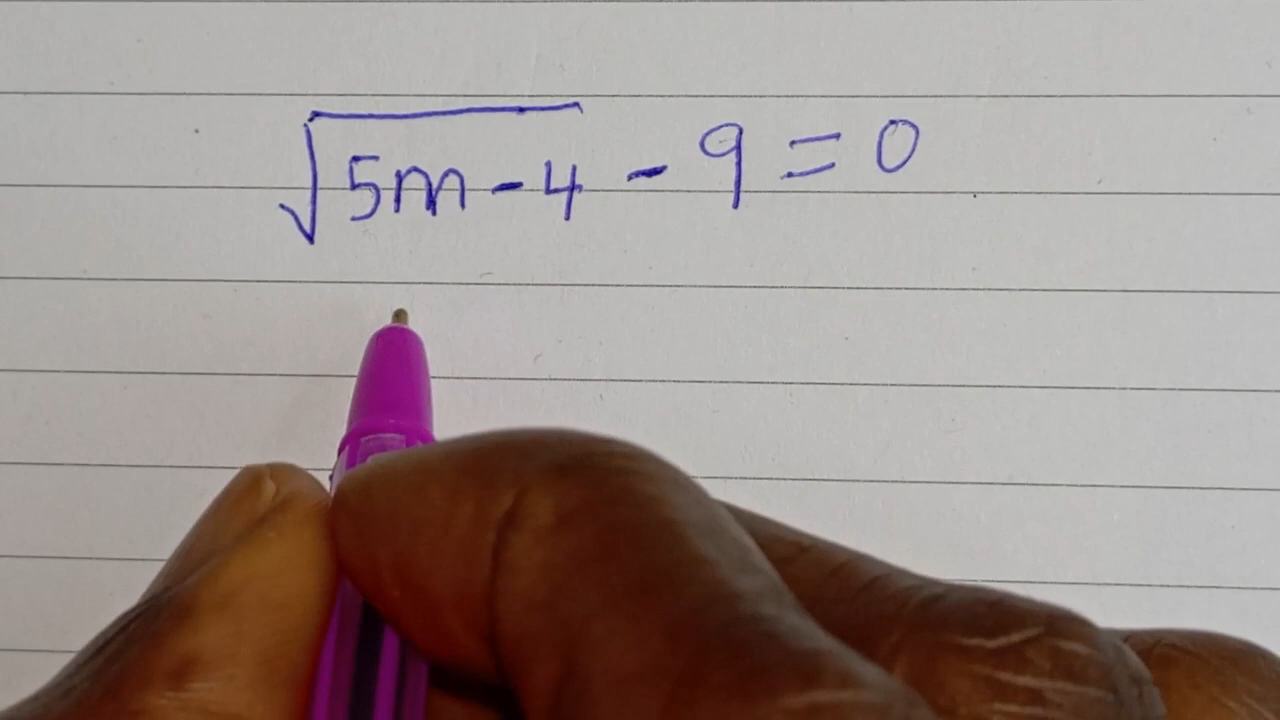 √(5m-4) - 9 = 0